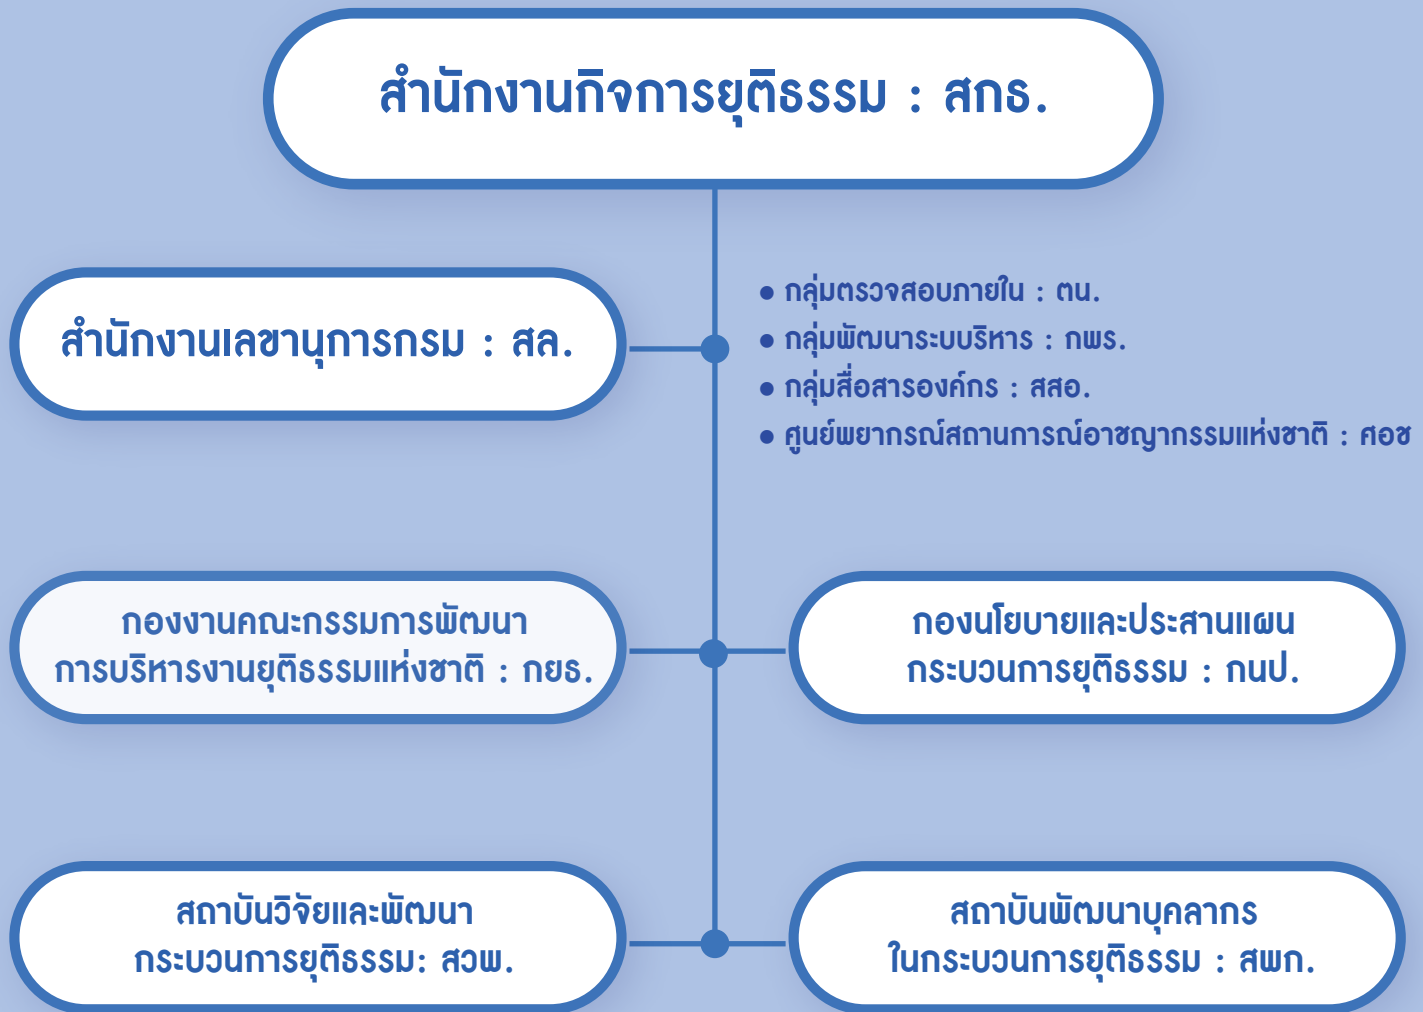 สำนักงานกิจการยุติธรรม : สกธ.
สำนักงานเลขานุการกรม : สล.
• กลุ่มตรวจสอบภายใน : ตน.
• กลุ่มพัฒนาระบบริหาร : กพร.
• กลุ่มสื่อสารองค์กร : สสอ.
• ศูนย์พยากรณ์สถานการณ์อาชญากรรมแห่งชาติ : ศอช
กองงานคณะกรรมการพัฒนา
การบริหารงานยุติธรรมแห่งชาติ : กยธ.
กองนโยบายและประสานแผน
กระบวนการยุติธรรม : กนป.
สถาบันวิจัยและพัฒนา
กระบวนการยุติธรรม: สวพ.
สถาบันพัฒนาบุคลากร
ในกระบวนการยุติธรรม : สพก.